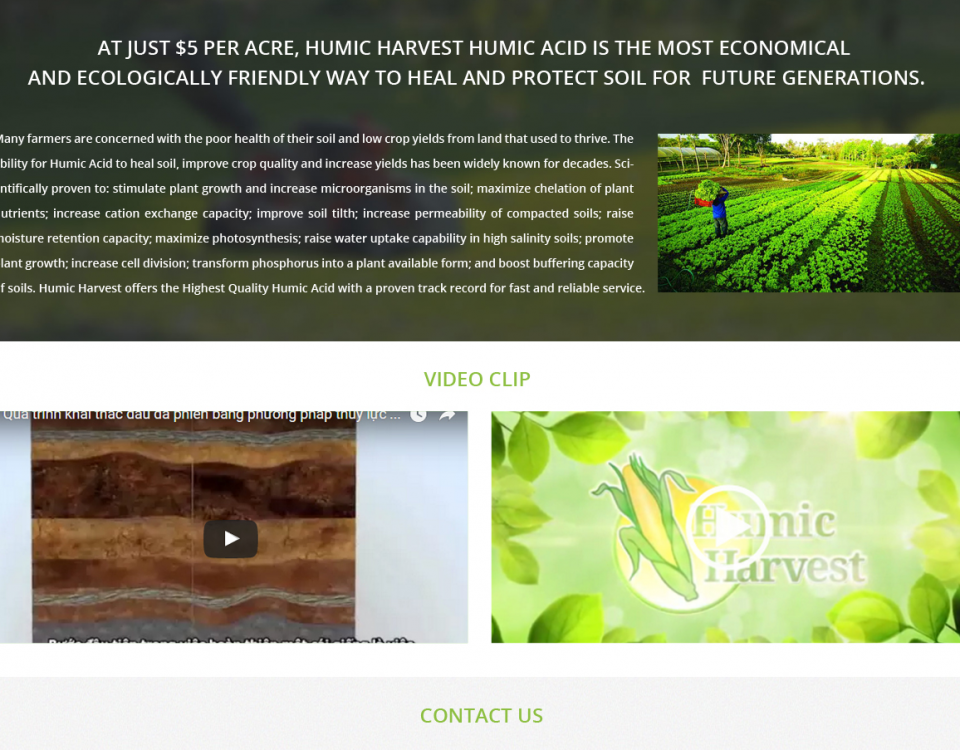 AT JUST $5 PER ACRE, HUMIC HARVEST HUMIC ACID IS THE MOST ECONOMICAL
AND ECOLOGICALLY FRIENDLY WAY TO HEAL AND PROTECT SOIL FOR FUTURE GENERATIONS.
Many farmers are concerned with the poor health of their soil and low crop yields from land that used to thrive. The
bility for Humic Acid to heal soil, improve crop quality and increase yields has been widely known for decades. Sci-
ntifically proven to: stimulate plant growth and increase microorganisms in the soil; maximize chelation of plant
utrients; increase cation exchange capacity; improve soil tilth; increase permeability of compacted soils; raise
moisture retention capacity; maximize photosynthesis; raise water uptake capability in high salinity soils; promote
lant growth; increase cell division; transform phosphorus into a plant available form; and boost buffering capacity
f soils. Humic Harvest offers the Highest Quality Humic Acid with a proven track record for fast and reliable service.
VIDEO CLIP
Quá trình khai thác dầu đá phiến bằng phương pháp thủy lực ...
Humic
Harvest
CONTACT US